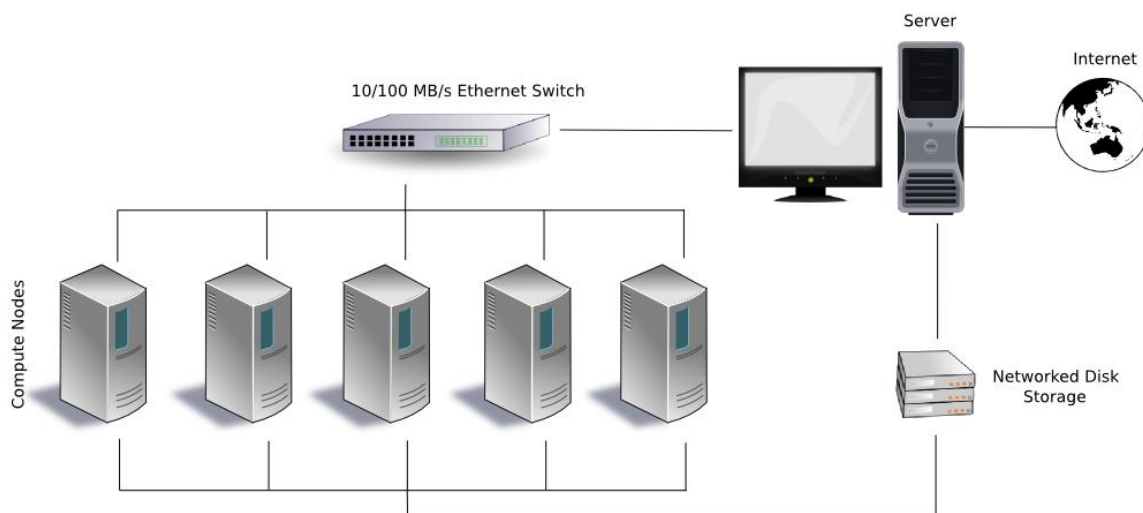 Server
Internet
10/100 MB/s Ethernet Switch
Compute Nodes
Networked Disk
Storage